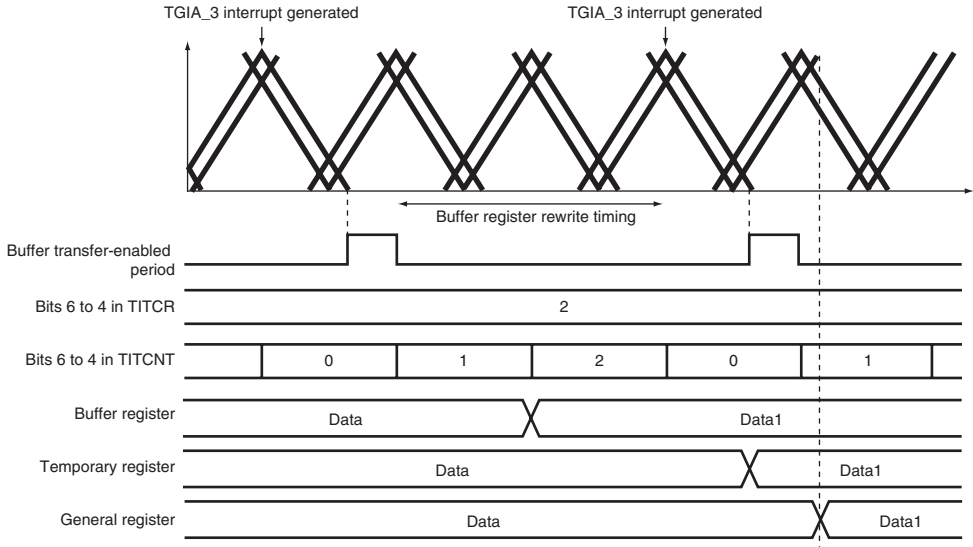 TGIA_3 interrupt generated
TGIA_3 interrupt generated
Buffer register rewrite timing
Buffer transfer-enabled
period
Bits 6 to 4 in TITCR
2
Bits 6 to 4 in TITCNT
0
1
2
0
1
Buffer register
Data
Data1
Temporary register
Data
Data1
General register
Data
Data1